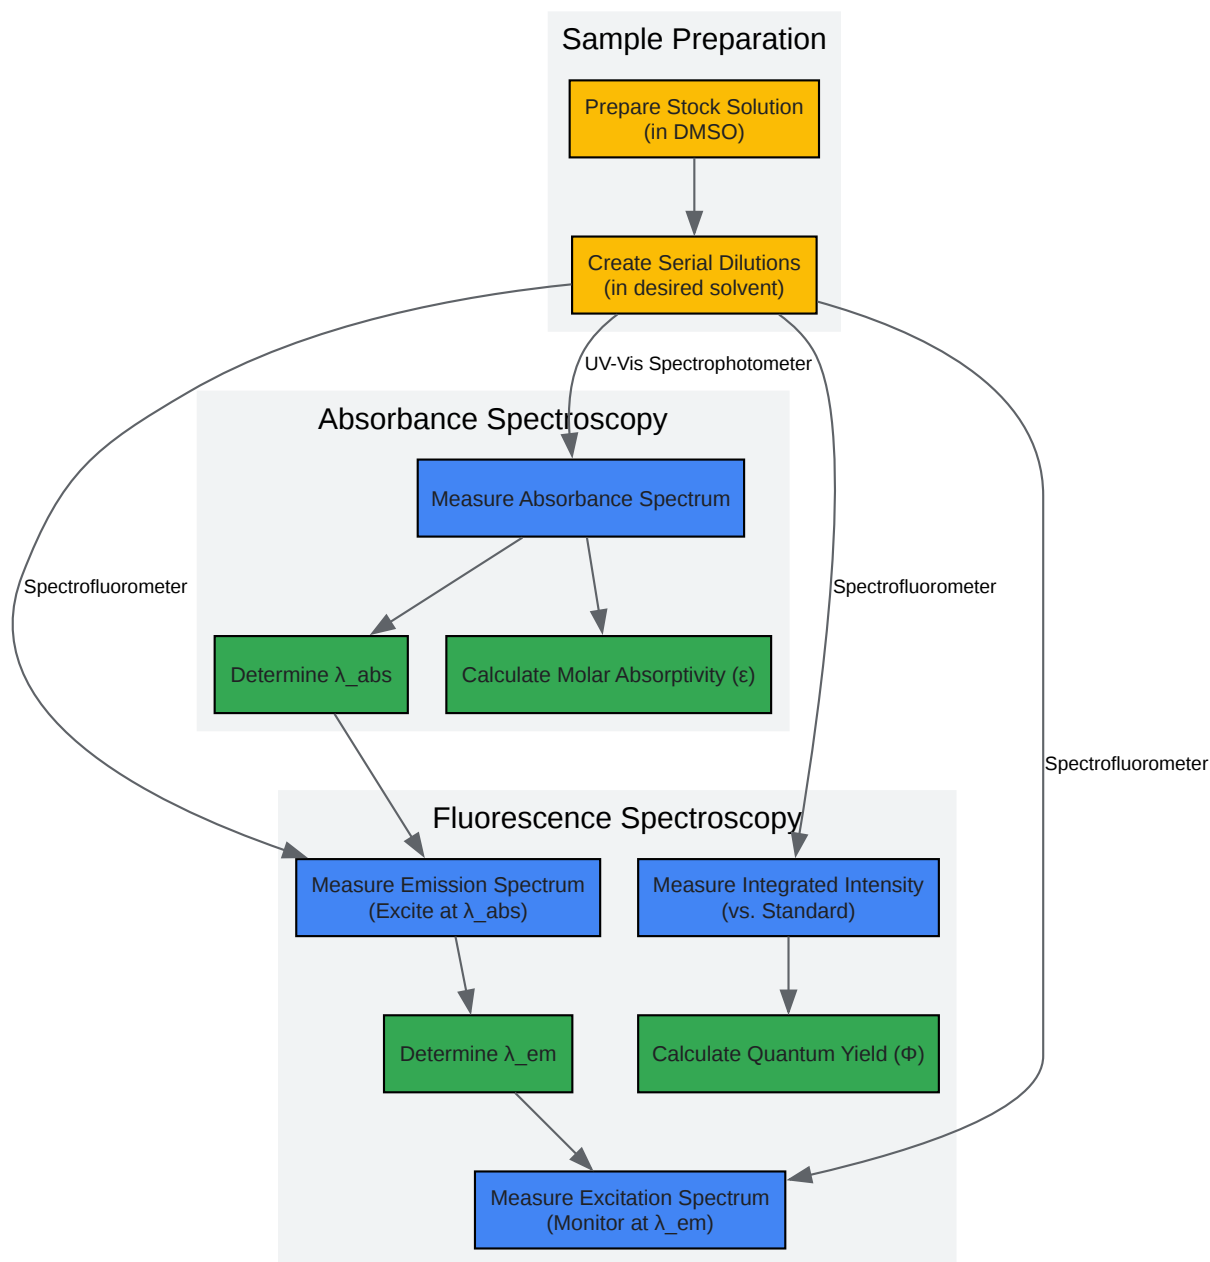 Sample Preparation
Prepare Stock Solution
(in DMSO)
Create Serial Dilutions
(in desired solvent)
UV-Vis Spectrophotometer
Absorbance Spectroscopy
Measure Absorbance Spectrum
Spectrofluorometer
Spectrofluorometer
Determine λ_abs
Calculate Molar Absorptivity (ε)
Spectrofluorometer
Fluorescence Spectroscopy
Measure Emission Spectrum
(Excite at λ_abs)
Measure Integrated Intensity
(vs. Standard)
Determine λ_em
Calculate Quantum Yield (Φ)
Measure Excitation Spectrum
(Monitor at λ_em)